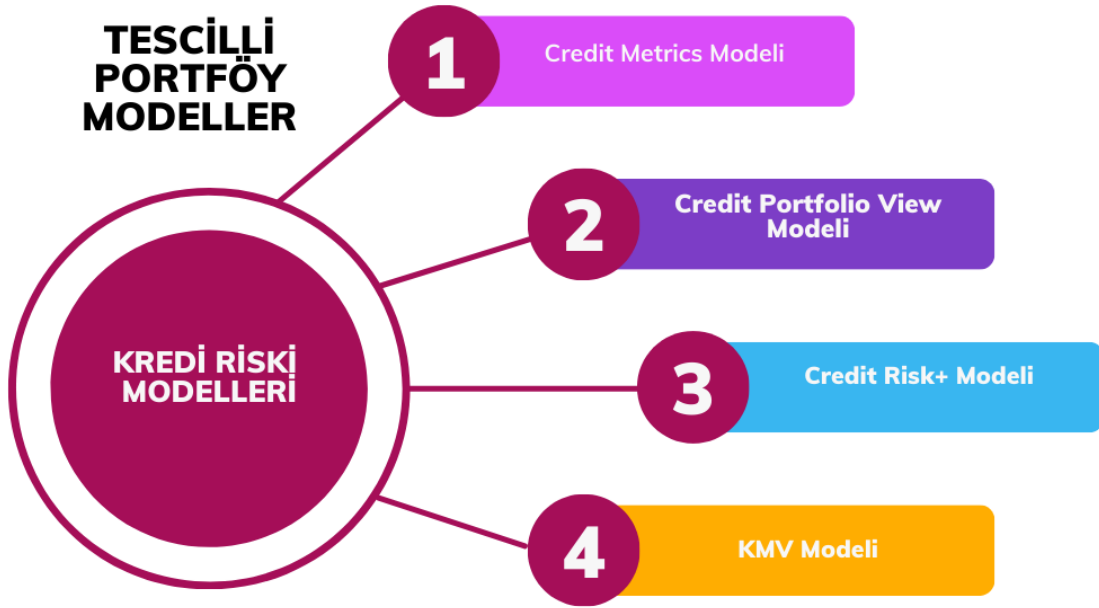 TESCİLLİ
PORTFÖY
MODELLER
1
Credit Metrics Modeli
2
Credit Portfolio View
Modeli
KREDİ RİSKİ
MODELLERİ
3
Credit Risk+ Modeli
4
KMV Modeli